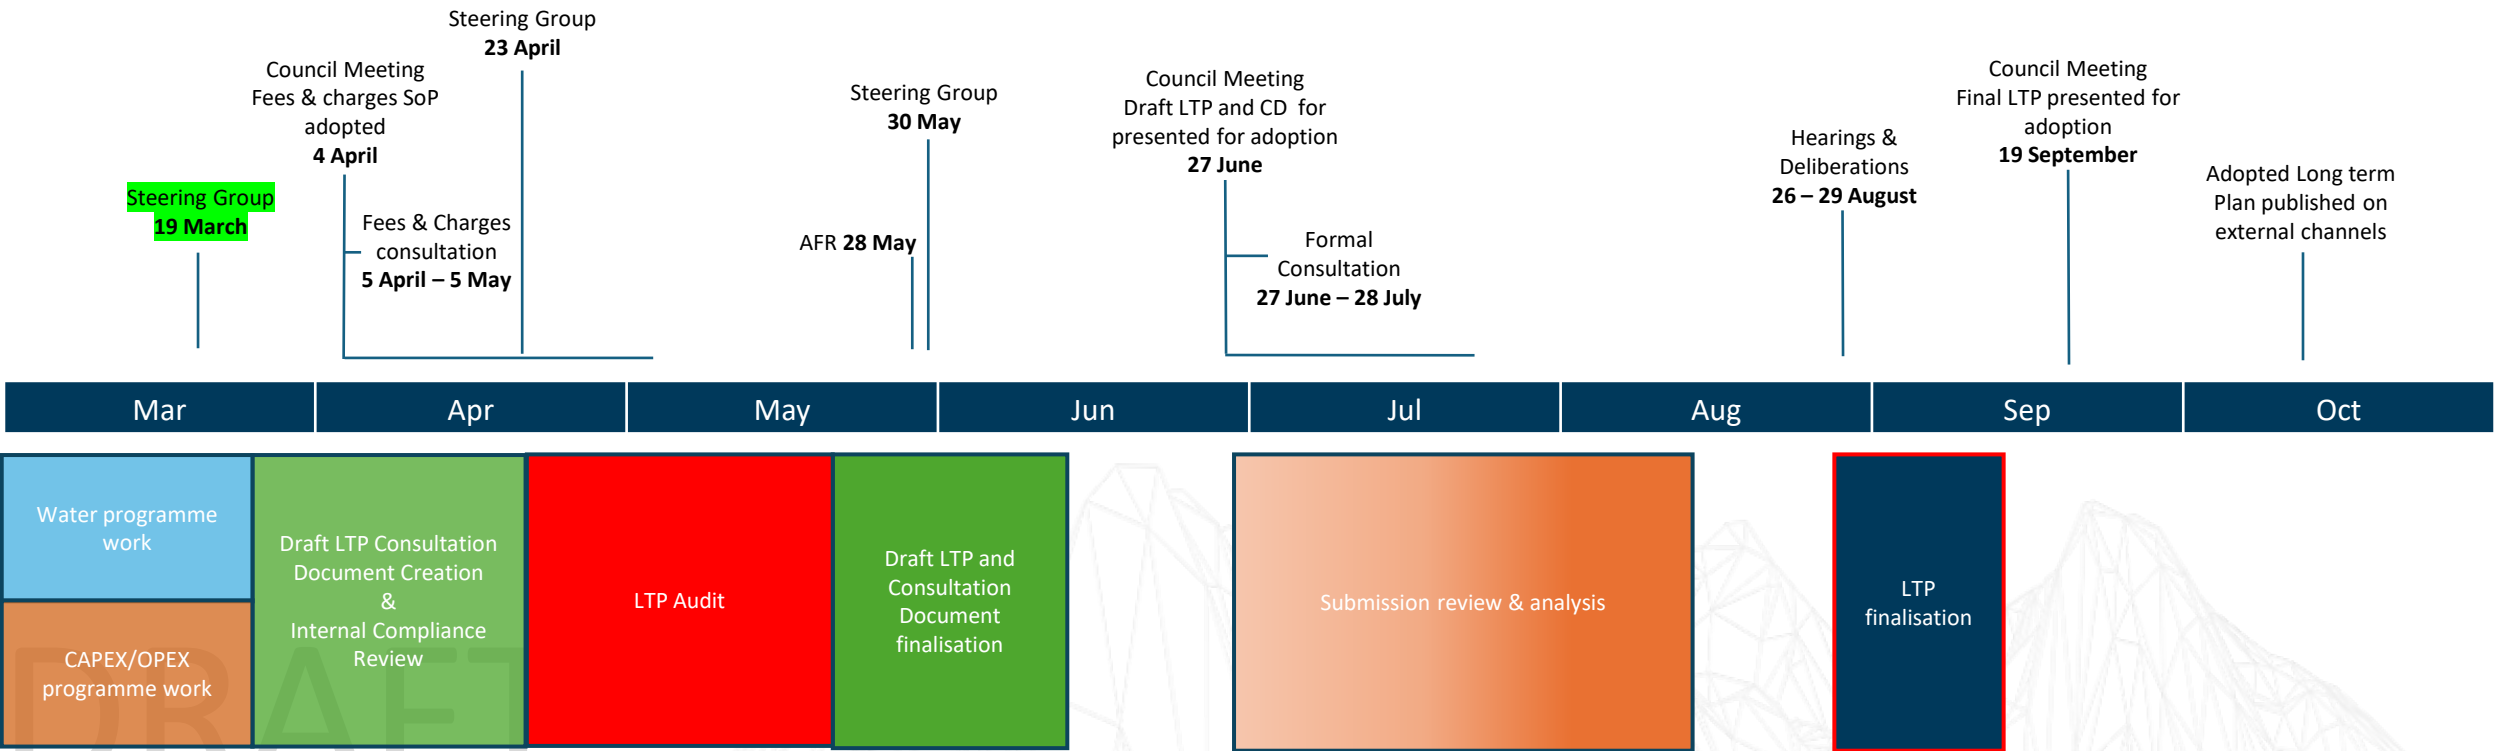 Steering Group
23 April
Council Meeting
Fees & charges SoP
adopted
4 April
Steering Group
30 May
Council Meeting
Draft LTP and CD  for
presented for adoption
27 June
Council Meeting
Final LTP presented for
adoption
19 September
Hearings &
Deliberations
26 – 29 August
Adopted Long term
Plan published on
external channels
Steering Group
19 March
Fees & Charges
consultation
5 April – 5 May
AFR 28 May
Formal
Consultation
27 June – 28 July
Mar
Apr
May
Jun
Jul
Aug
Sep
Oct
Water programme
work
CAPEX/OPEX
programme work
Draft LTP Consultation
Document Creation
&
Internal Compliance
Review
LTP Audit
Draft LTP and
Consultation
Document
finalisation
Submission review & analysis
LTP
finalisation
DRAFT